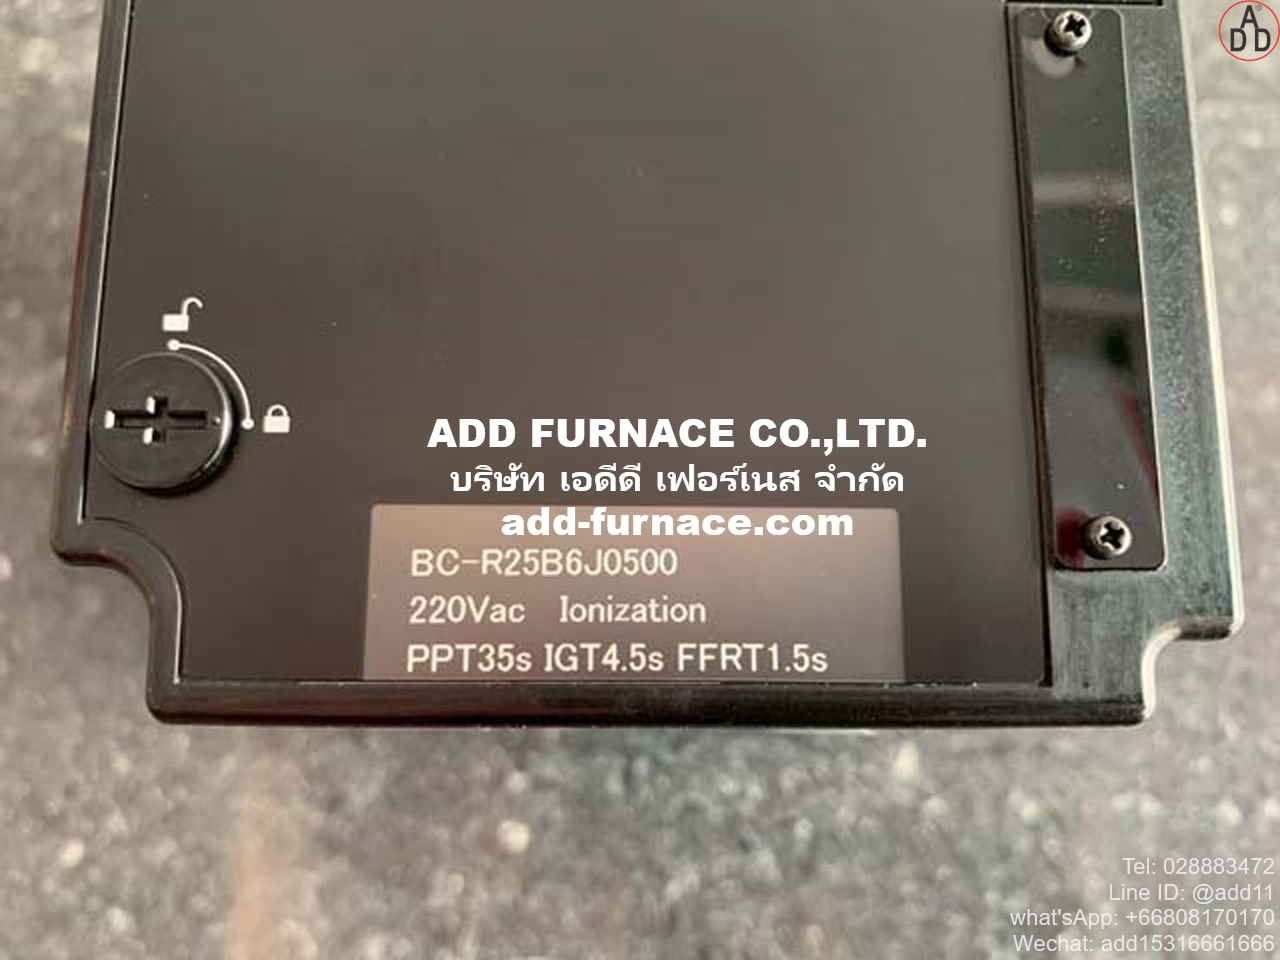 ADD®
ADD FURNACE CO.,LTD.
บริษัท เอดีดี เฟอร์เนส จำกัด
add-furnace.com
BC-R25B6J0500
220Vac Ionization
PPT35s IGT4.5s FFRT1.5s
Tel: 028883472
Line ID: @add11
what'sApp: +66808170170
Wechat: add15316661666